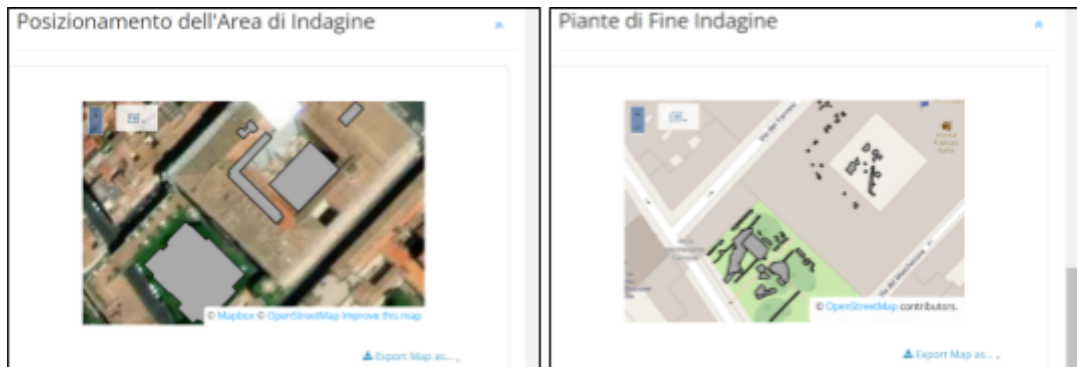 Posizionamento dell'Area di Indagine
© Mapbox © OpenStreetMap Improve this map
Export Map as...
Piante di Fine Indagine
© OpenStreetMap contributors.
Export Map as...